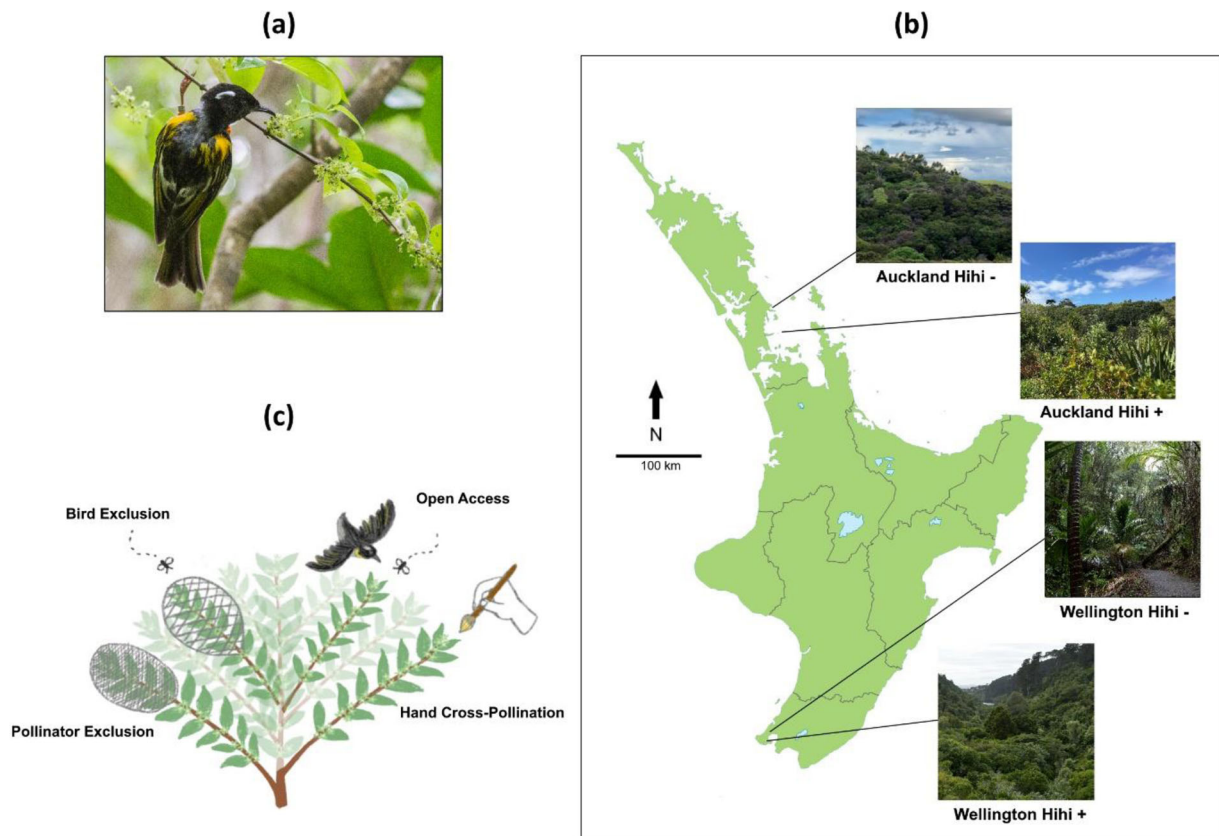 (a)
(b)
Auckland Hihi -
Auckland Hihi +
N
100 km
Wellington Hihi -
Wellington Hihi +
(c)
Bird Exclusion
Open Access
Pollinator Exclusion
Hand Cross-Pollination